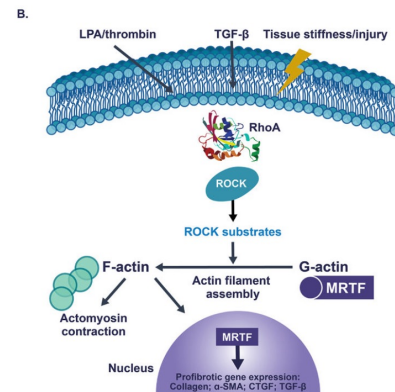 B.
LPA/thrombin
TGF-β
Tissue stiffness/injury
RhoA
ROCK
ROCK substrates
F-actin
G-actin
Actin filament
assembly
MRTF
Actomyosin
contraction
MRTF
Nucleus
Profibrotic gene expression:
Collagen; α-SMA; CTGF; TGF-β